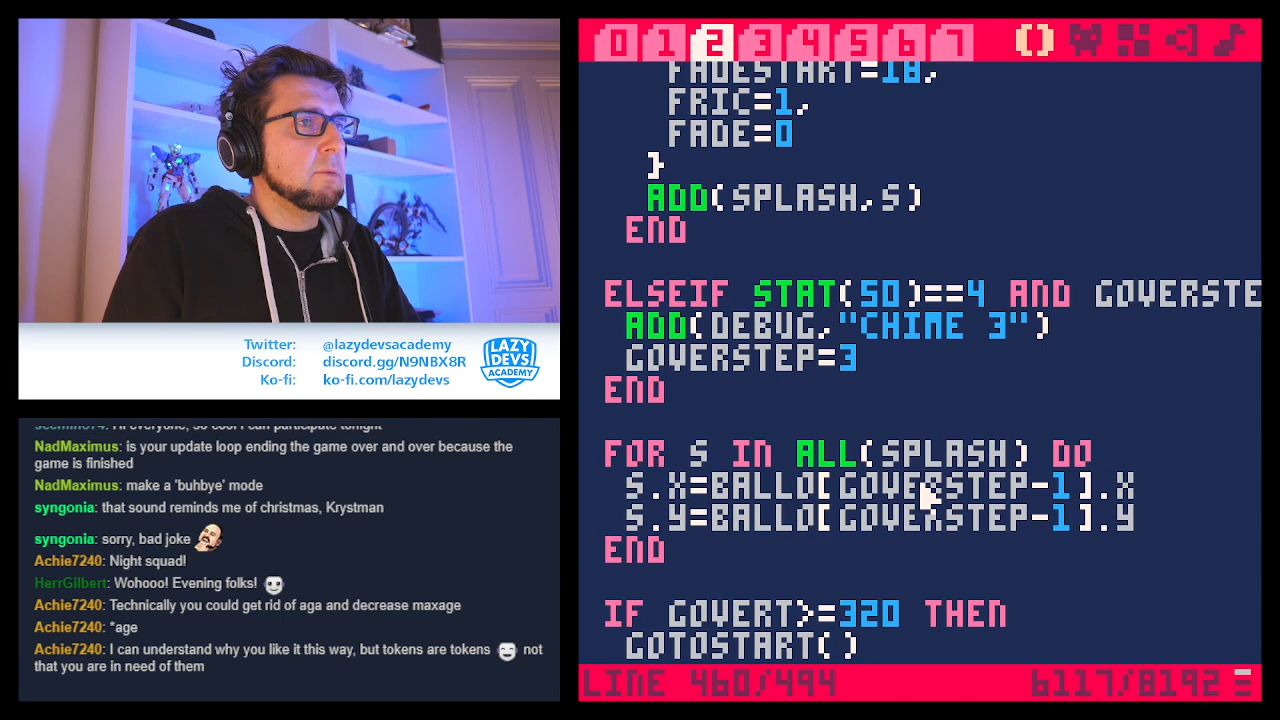 Twitter: @lazydevsacademy
Discord: discord.gg/N9NBX8R
Ko-fi: ko-fi.com/lazydevs
LAZY
DEVS
ACADEMY
NadMaximus: is your update loop ending the game over and over because the
game is finished
NadMaximus: make a 'buhbye' mode
syngonia: that sound reminds me of christmas, Krystman
syngonia: sorry, bad joke
Achie7240: Night squad!
HerrGilbert: Wohooo! Evening folks!
Achie7240: Technically you could get rid of aga and decrease maxage
Achie7240: *age
Achie7240: I can understand why you like it this way, but tokens are tokens not
that you are in need of them
0 1 2 3 4 5 6 7 ()
FADESTART=18,
FRIC=1,
FADE=0
}
ADD(SPLASH,S)
END
ELSEIF STAT(50)==4 AND GOVERSTE
ADD(DEBUG,"CHIME 3")
GOVERSTEP=3
END
FOR S IN ALL(SPLASH) DO
S.X=BALLO[GOVERSTEP-1].X
S.Y=BALLO[GOVERSTEP-1].Y
END
IF GOVERT>=320 THEN
GOTOSTART()
LINE 460/494 6117/8192